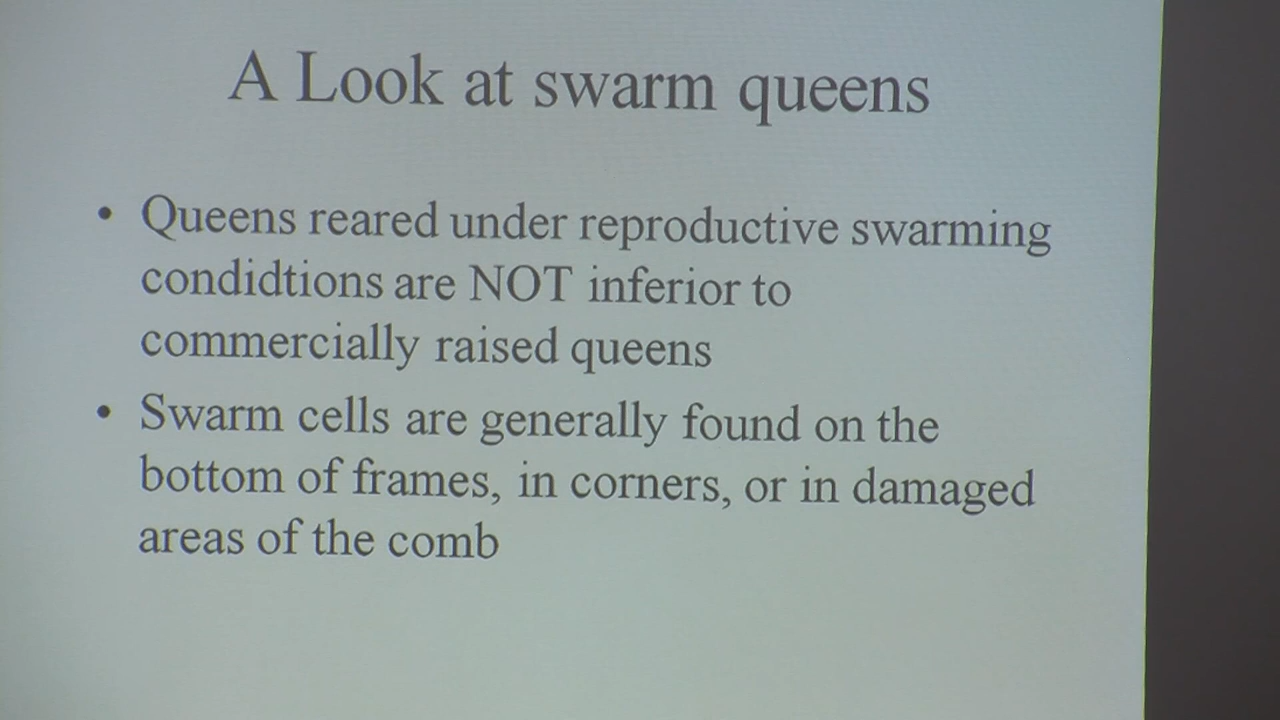 A Look at swarm queens
• Queens reared under reproductive swarming
condidtions are NOT inferior to
commercially raised queens
• Swarm cells are generally found on the
bottom of frames, in corners, or in damaged
areas of the comb